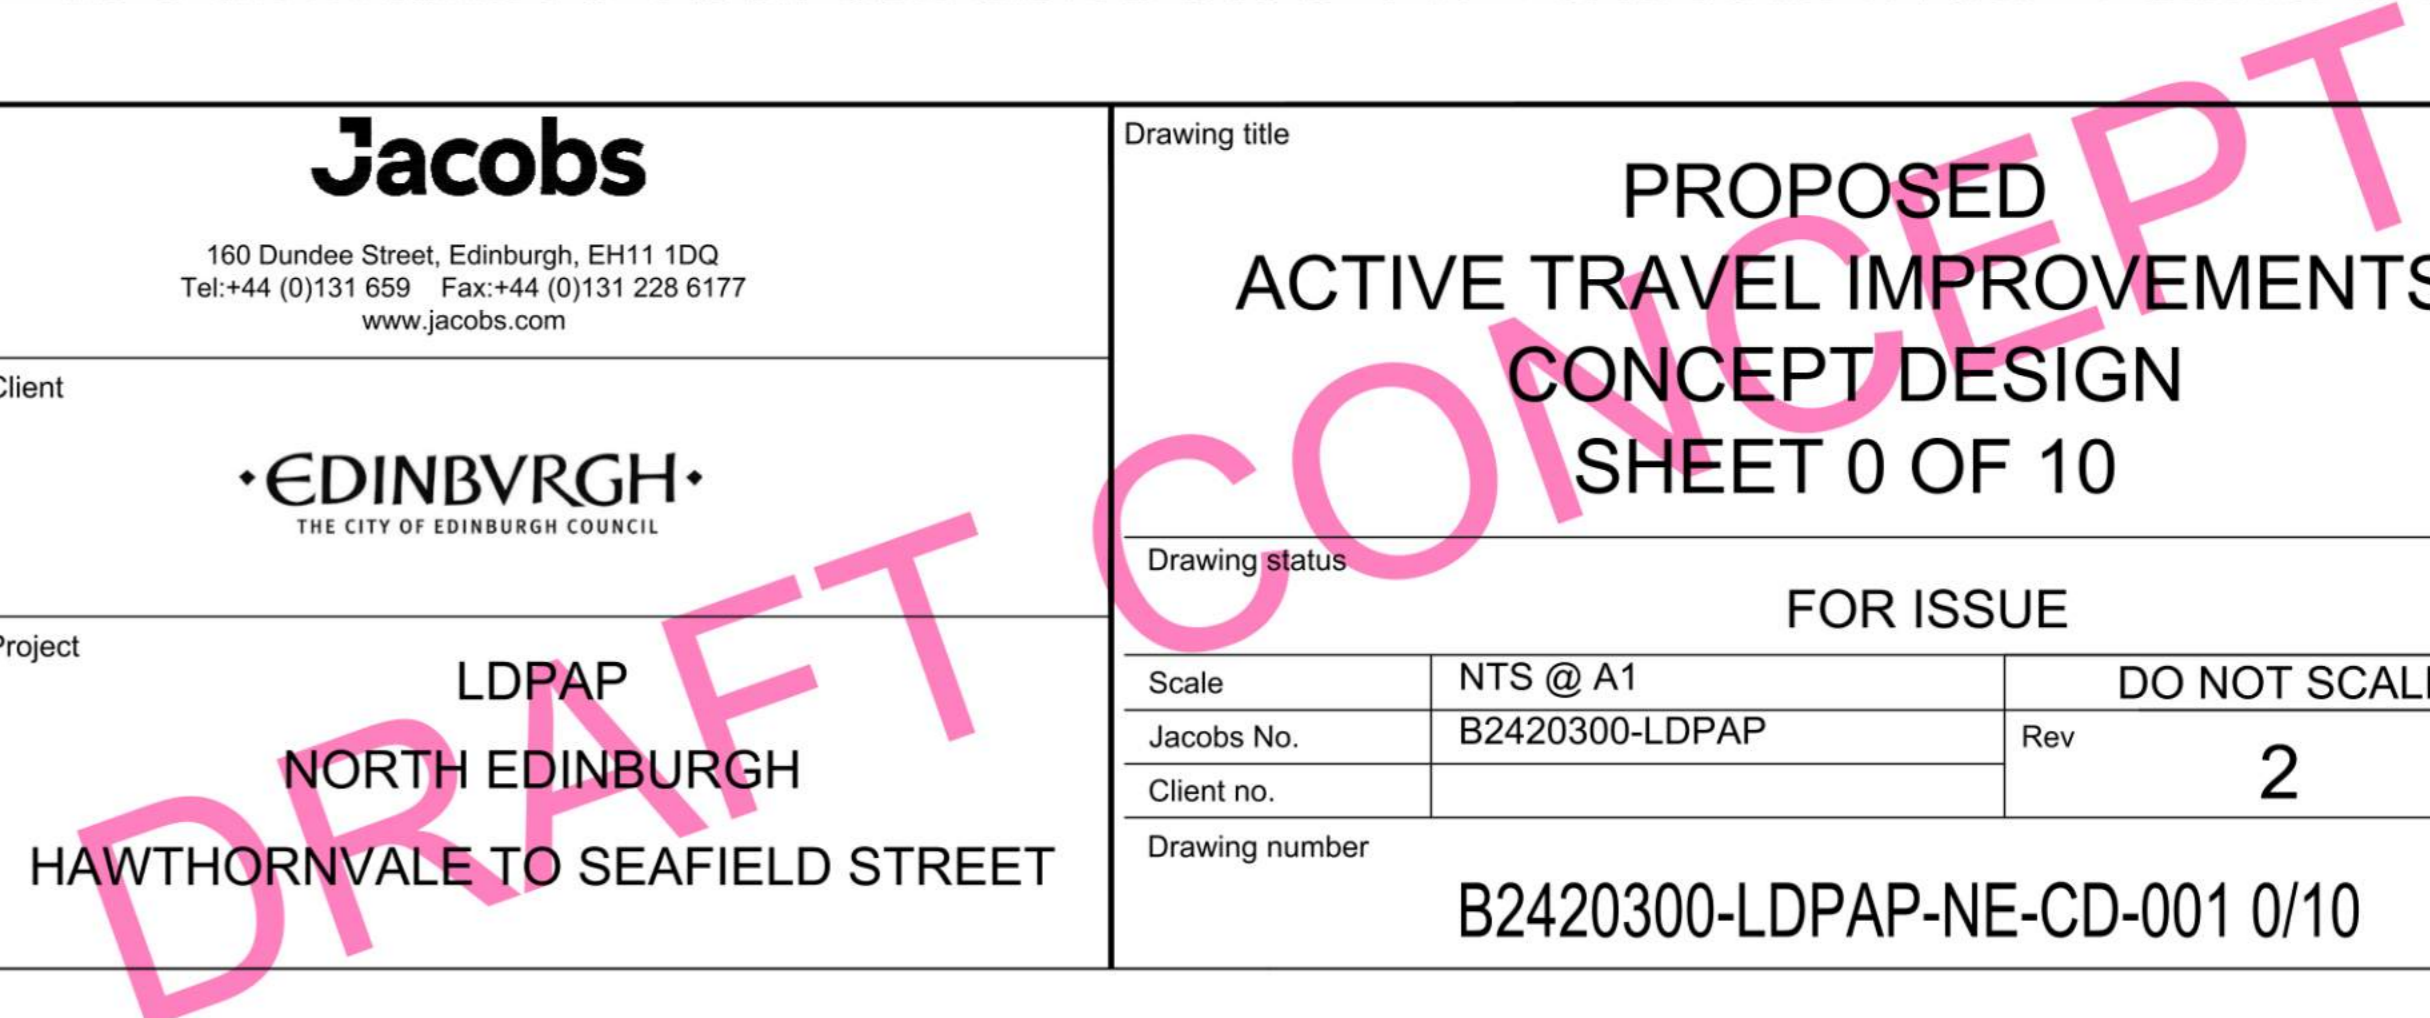 Jacobs
160 Dundee Street, Edinburgh, EH11 1DQ
Tel:+44 (0)131 659 Fax:+44 (0)131 228 6177
www.jacobs.com
Client
EDINBVRGH
THE CITY OF EDINBURGH COUNCIL
Project
LDPAP
NORTH EDINBURGH
HAWTHORNVALE TO SEAFIELD STREET
Drawing title
PROPOSED
ACTIVE TRAVEL IMPROVEMENTS
CONCEPT DESIGN
SHEET 0 OF 10
Drawing status
FOR ISSUE
Scale NTS @ A1 DO NOT SCALE
Jacobs No. B2420300-LDPAP
Rev 2
Client no.
Drawing number
B2420300-LDPAP-NE-CD-001 0/10
DRAFT CONCEPT